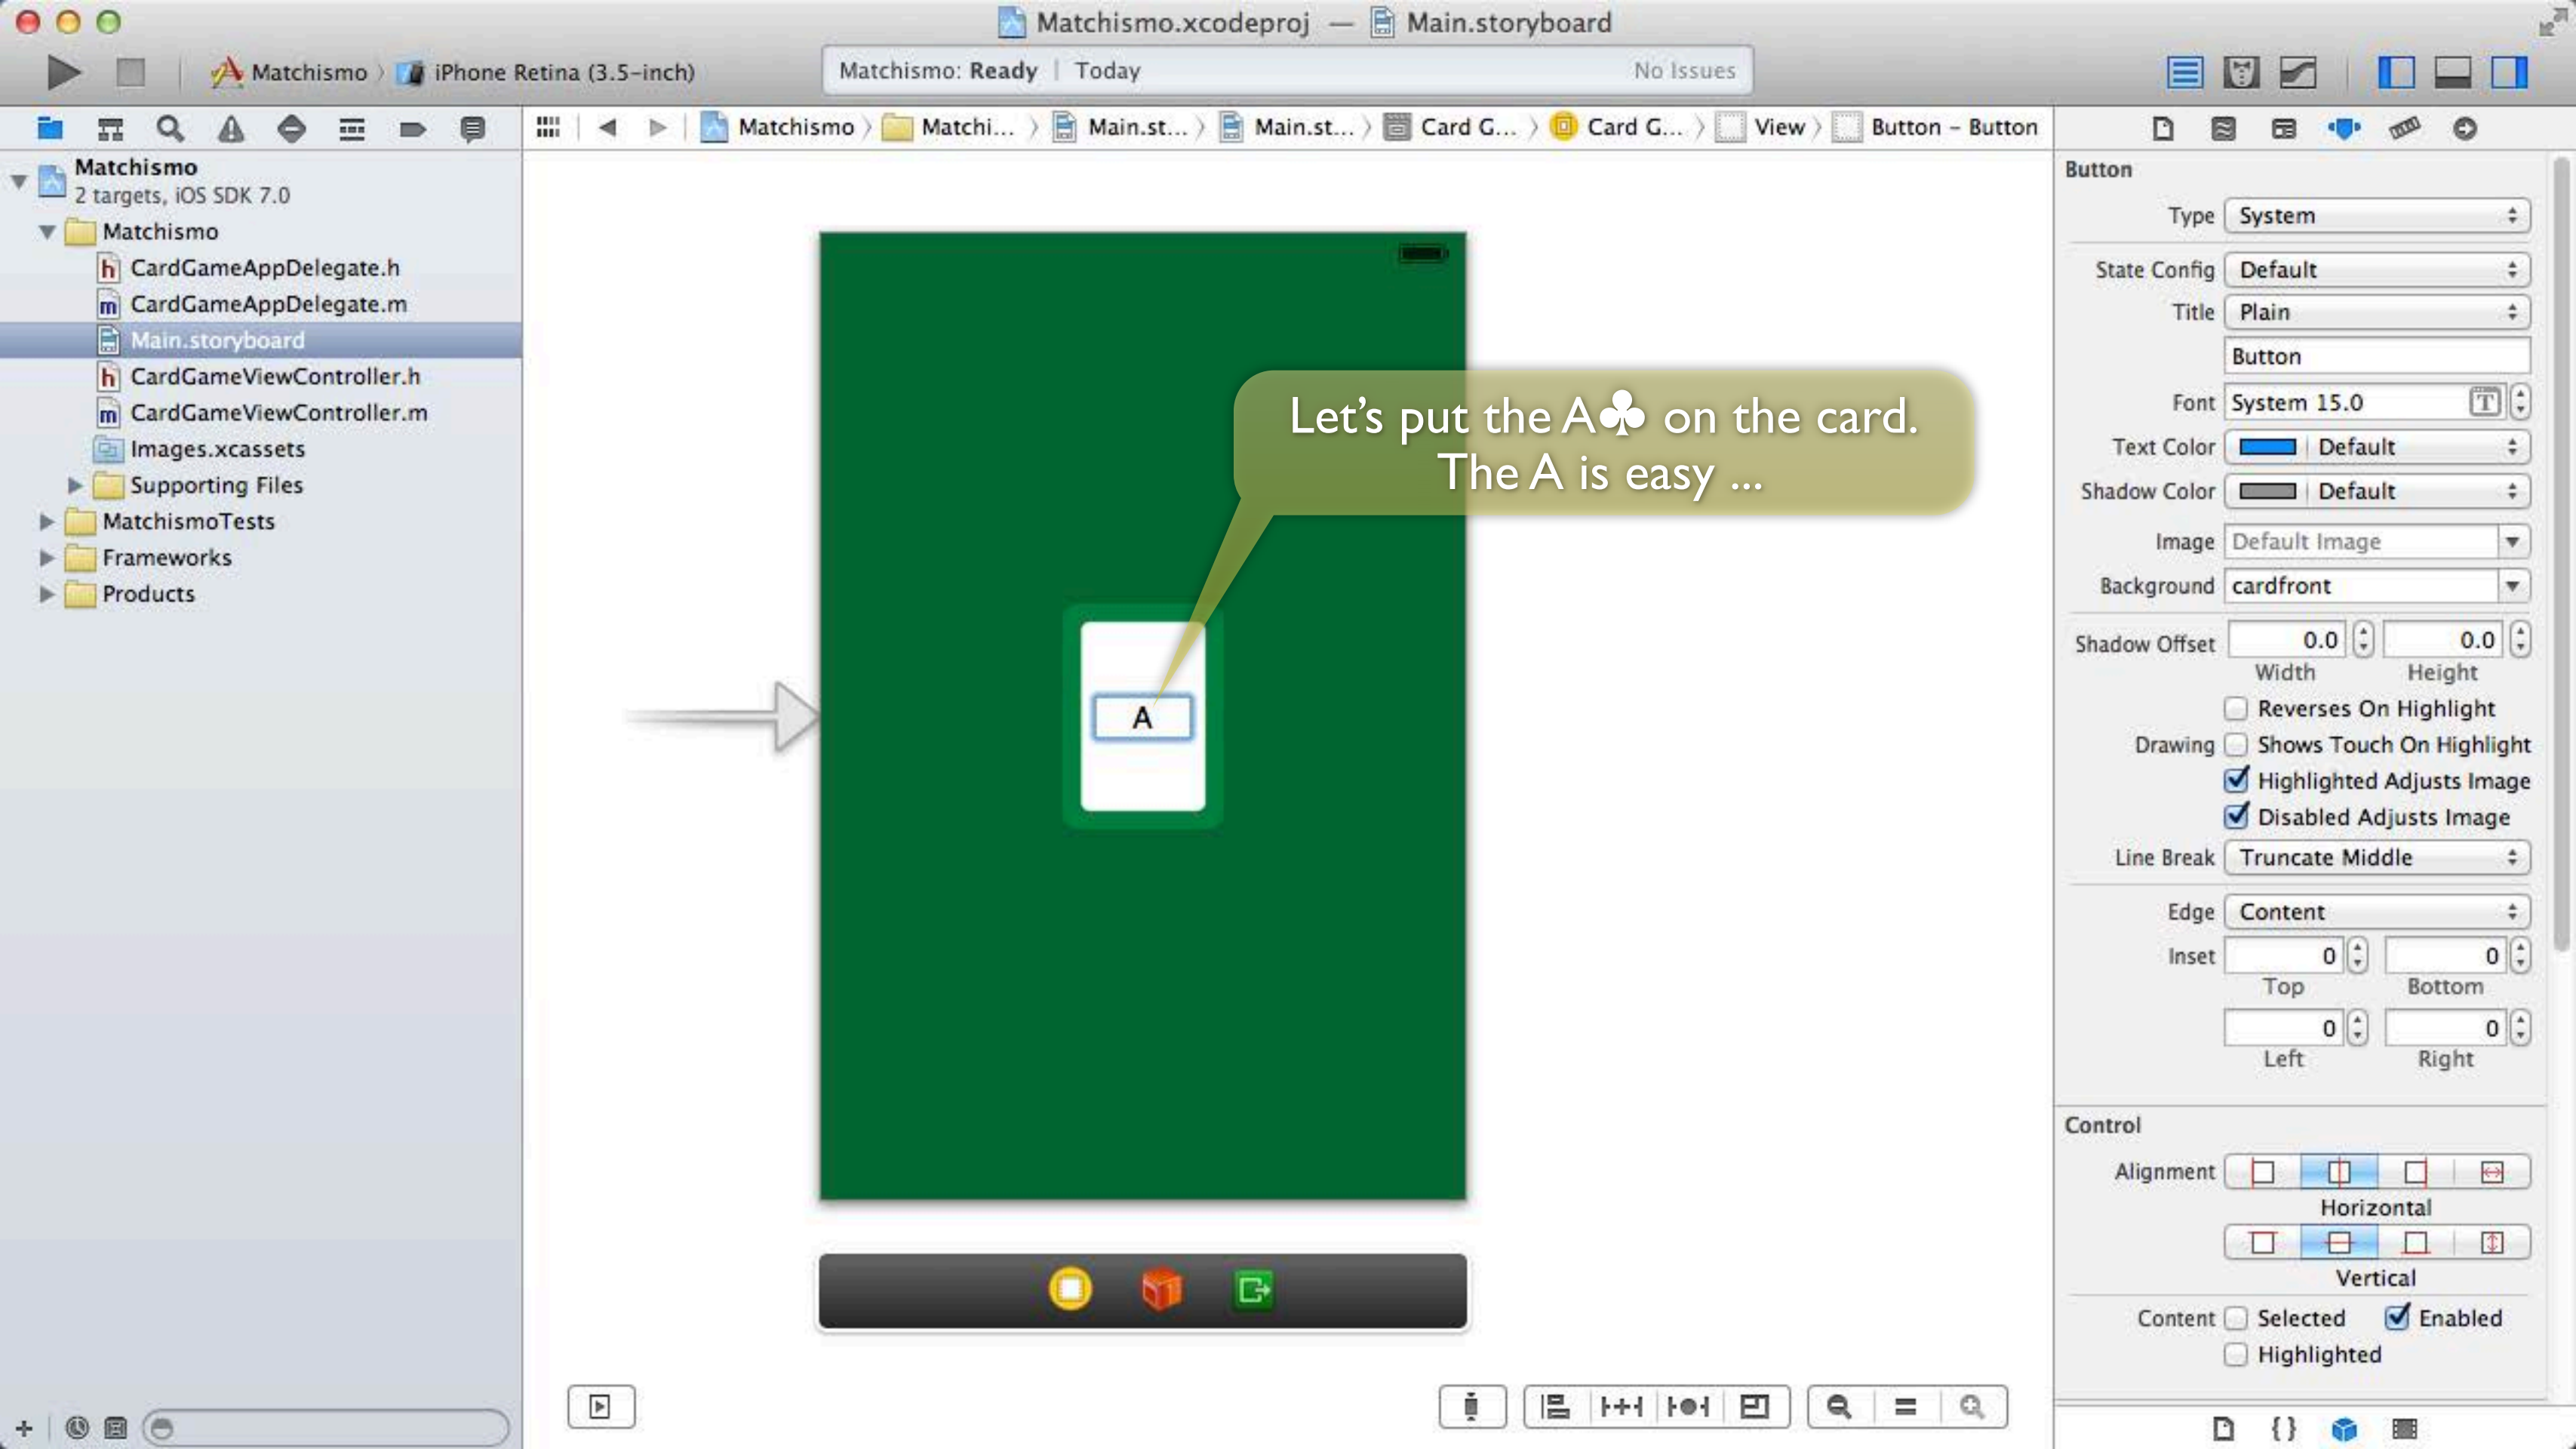 Matchismo.xcodeproj — Main.storyboard
Matchismo 〉 iPhone Retina (3.5-inch)
Matchismo: Ready | Today
No Issues
Matchismo 〉 Matchi... 〉 Main.st... 〉 Main.st... 〉 Card G... 〉 Card G... 〉 View 〉 Button – Button
Matchismo
2 targets, iOS SDK 7.0
Matchismo
h CardGameAppDelegate.h
m CardGameAppDelegate.m
Main.storyboard
h CardGameViewController.h
m CardGameViewController.m
Images.xcassets
Supporting Files
MatchismoTests
Frameworks
Products
Let's put the A♣ on the card.
The A is easy ...
A
Button
Type System
State Config Default
Title Plain
Button
Font System 15.0 T
Text Color Default
Shadow Color Default
Image Default Image
Background cardfront
Shadow Offset 0.0 0.0
Width Height
Reverses On Highlight
Drawing Shows Touch On Highlight
Highlighted Adjusts Image
Disabled Adjusts Image
Line Break Truncate Middle
Edge Content
Inset 0 0
Top Bottom
0 0
Left Right
Control
Alignment
Horizontal
Vertical
Content Selected Enabled
Highlighted